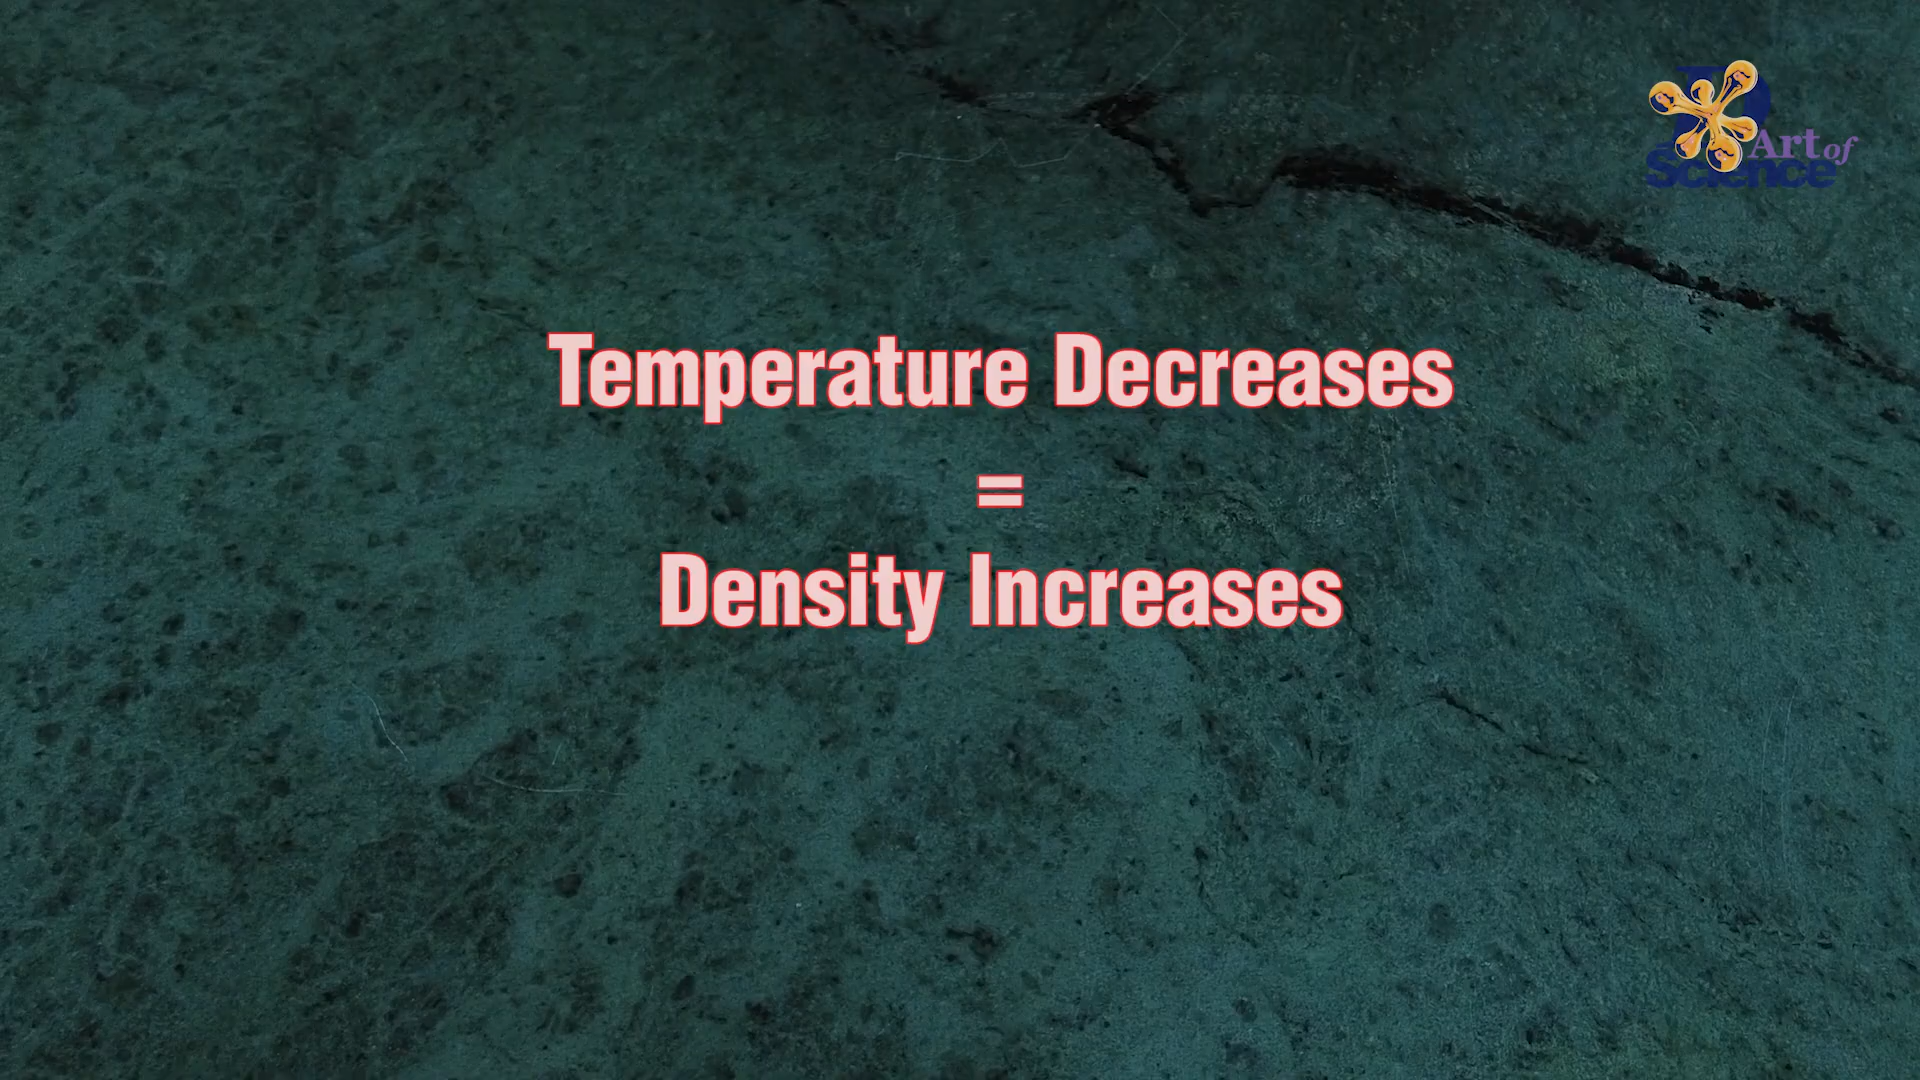 Art of
Science
Temperature Decreases
=
Density Increases